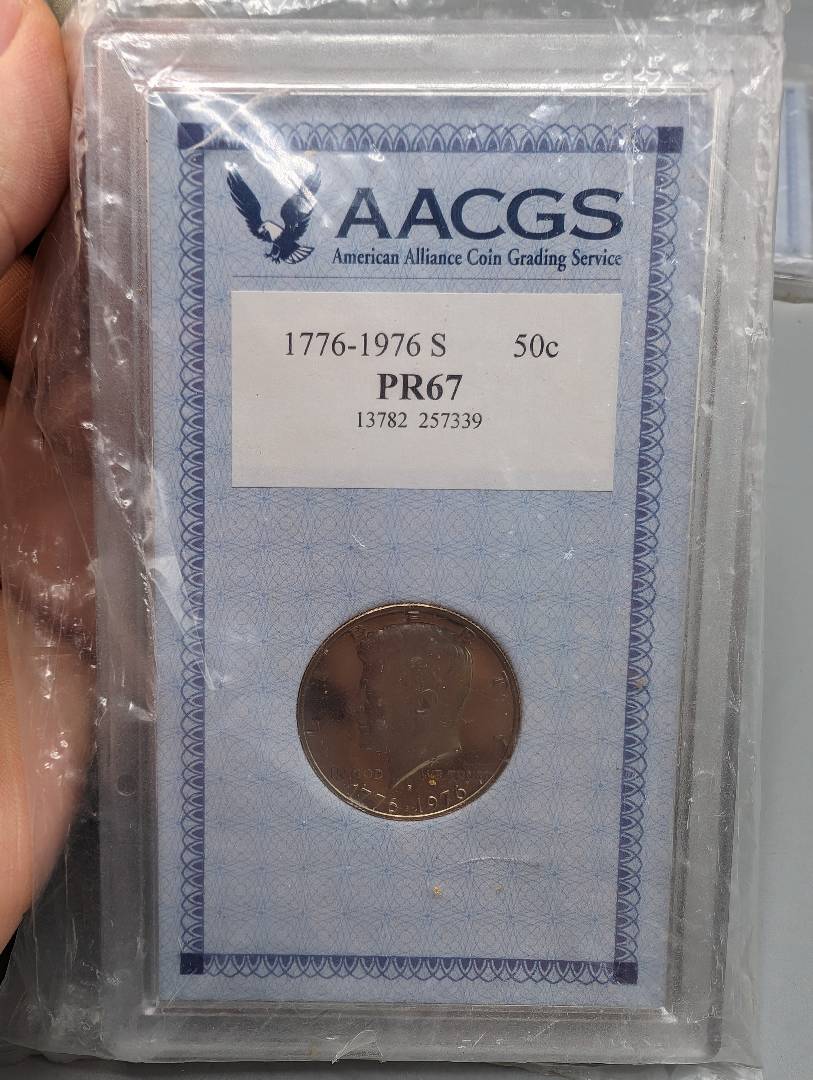 AACGS
American Alliance Coin Grading Service
1776-1976 S 50c
PR67
13782 257339
1776 1976